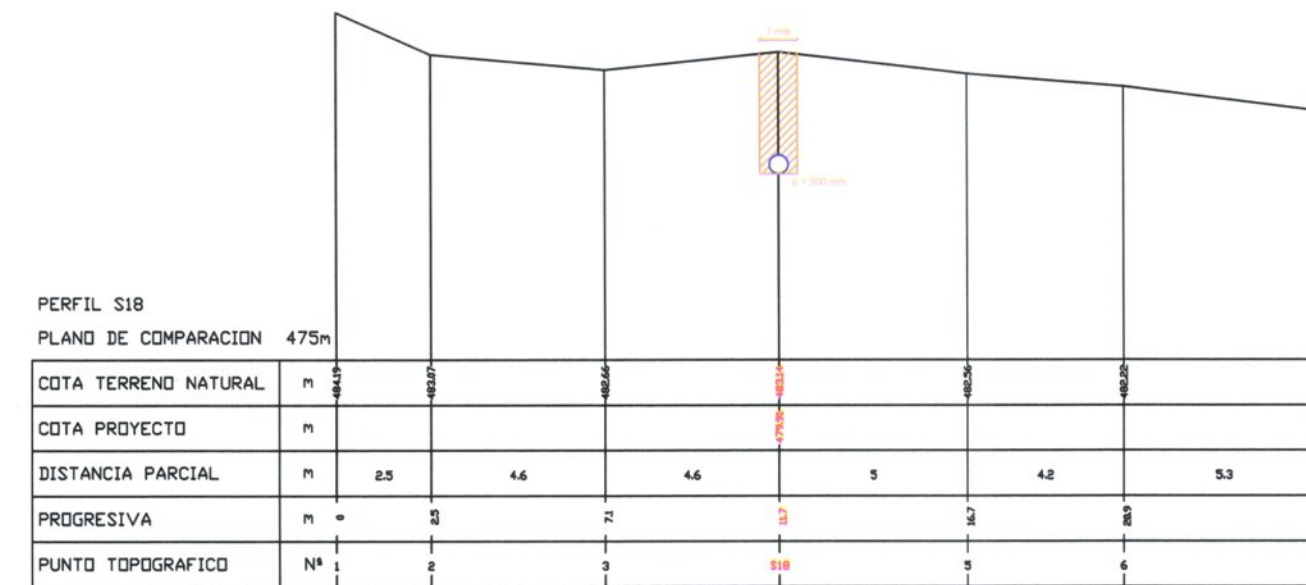 1 mts
ø = 500 mm
PERFIL S18
PLANO DE COMPARACION 475m
COTA TERRENO NATURAL m 484.19 483.07 482.66 483.14 482.56 482.22
COTA PROYECTO m 479.91
DISTANCIA PARCIAL m 2.5 4.6 4.6 5 4.2 5.3
PROGRESIVA m 0 2.5 7.1 11.7 16.7 20.9
PUNTO TOPOGRAFICO Nº 1 2 3 S18 5 6